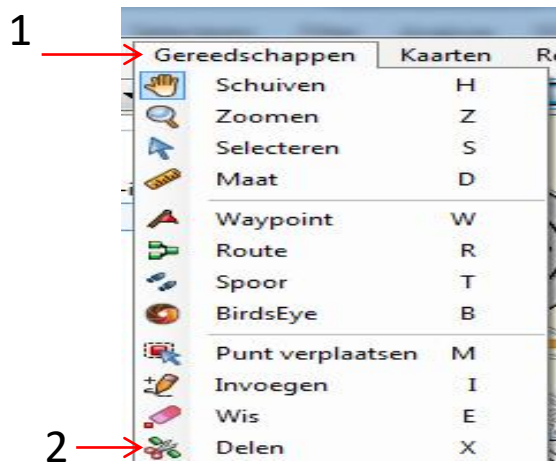 1
Gereedschappen Kaarten R
Schuiven H
Zoomen Z
Selecteren S
Maat D
Waypoint W
Route R
Spoor T
BirdsEye B
Punt verplaatsen M
Invoegen I
Wis E
2 Delen X